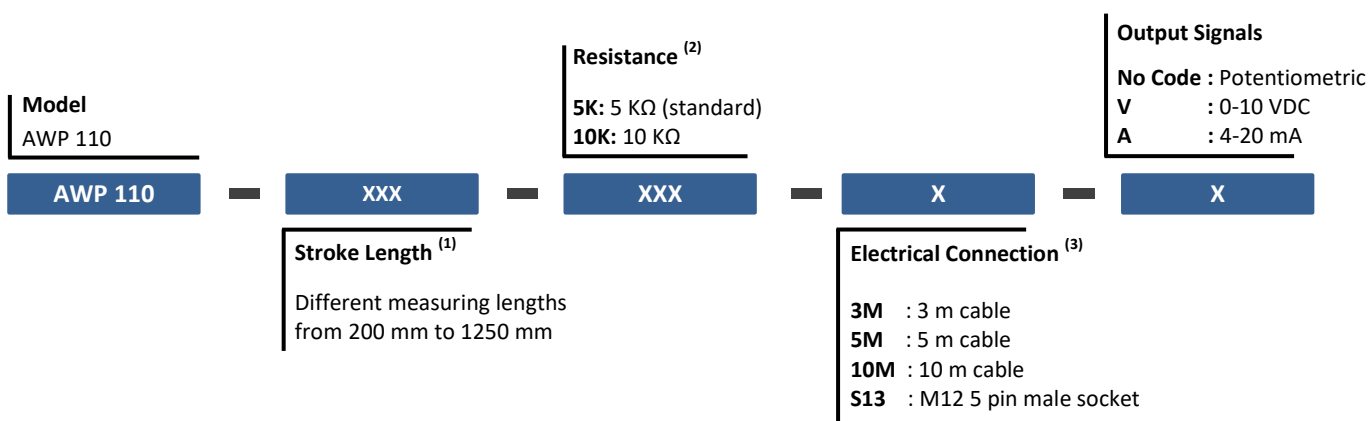 Model
AWP 110
Resistance (2)
5K: 5 KΩ (standard)
10K: 10 KΩ
Output Signals
No Code : Potentiometric
V : 0-10 VDC
A : 4-20 mA
AWP 110 - XXX - XXX - X - X
Stroke Length (1)
Different measuring lengths
from 200 mm to 1250 mm
Electrical Connection (3)
3M : 3 m cable
5M : 5 m cable
10M : 10 m cable
S13 : M12 5 pin male socket